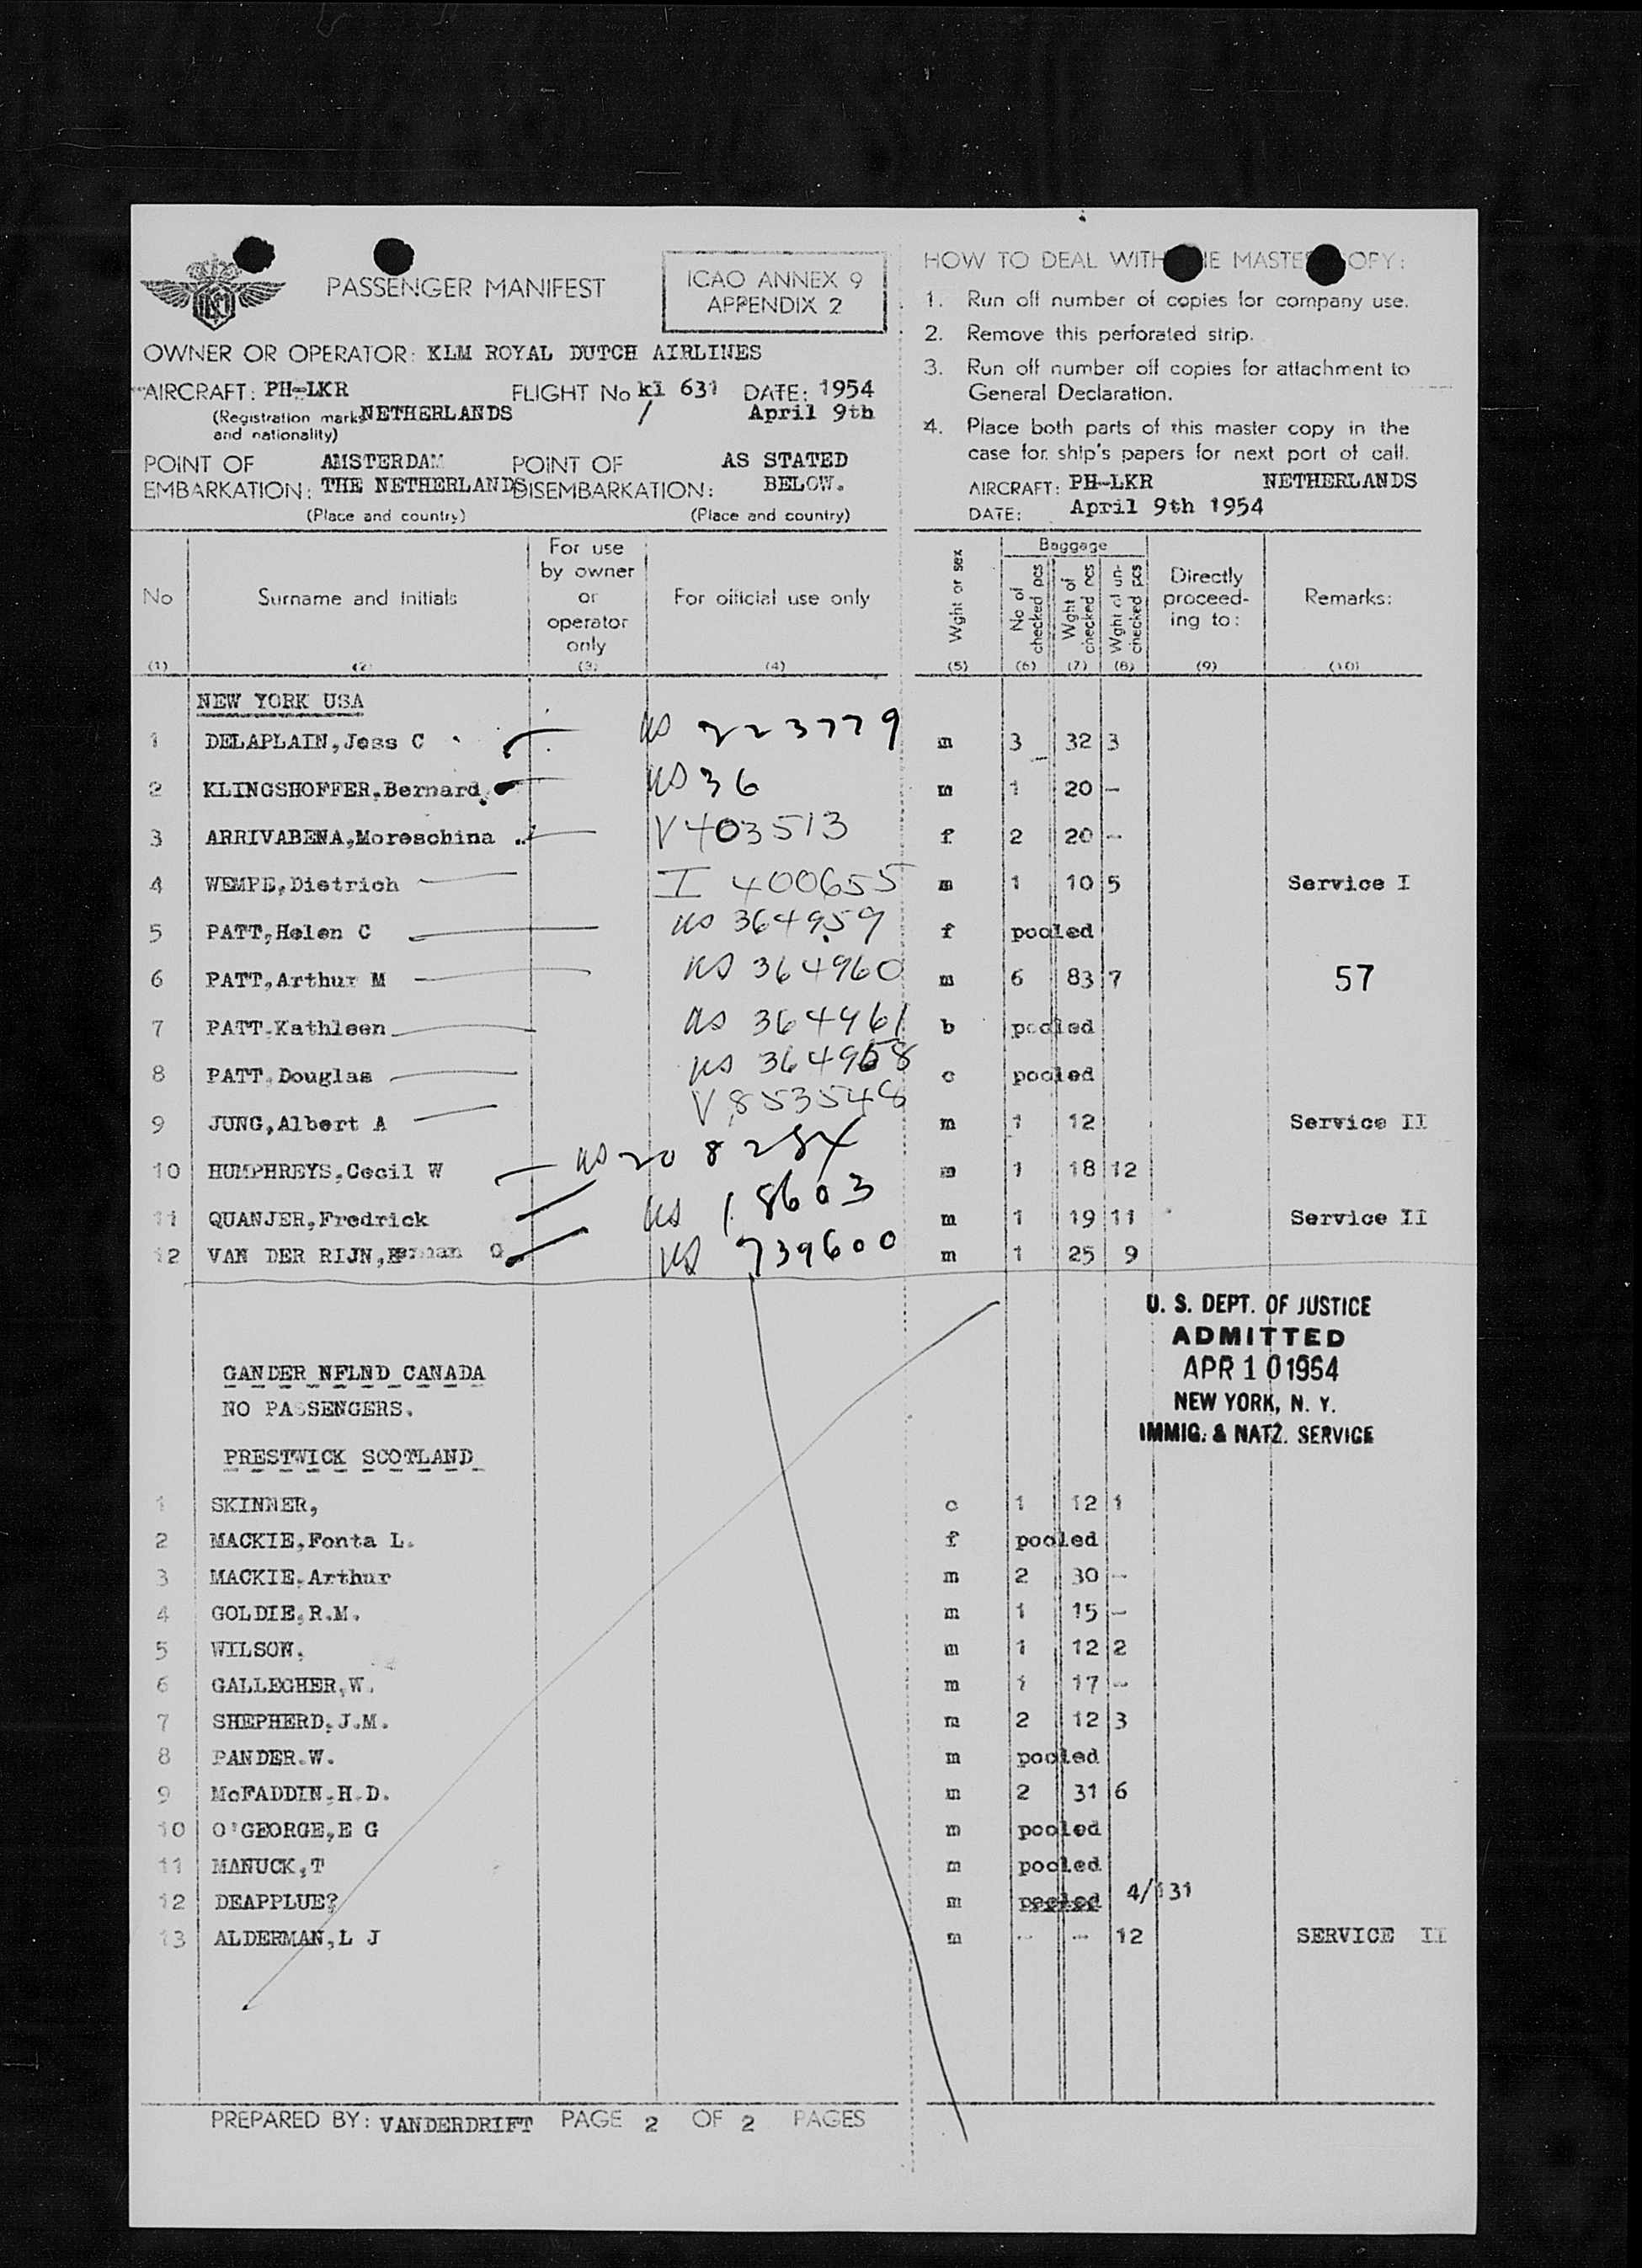 PASSENGER MANIFEST
ICAO ANNEX 9
APPENDIX 2
OWNER OR OPERATOR: KLM ROYAL DUTCH AIRLINES
AIRCRAFT: PH-LKR FLIGHT No kl 631 DATE: 1954
(Registration marks NETHERLANDS / April 9th
and nationality)
POINT OF AMSTERDAM POINT OF AS STATED
EMBARKATION: THE NETHERLANDS DISEMBARKATION: BELOW.
(Place and country) (Place and country)
HOW TO DEAL WITH MASTER COPY:
1. Run off number of copies for company use.
2. Remove this perforated strip.
3. Run off number off copies for attachment to
General Declaration.
4. Place both parts of this master copy in the
case for ship's papers for next port of call.
AIRCRAFT: PH-LKR NETHERLANDS
DATE: April 9th 1954
No Surname and Initials For use by owner or operator only For official use only Wght or sex Baggage No of checked pcs Wght of checked pcs Wght of un-checked pcs Directly proceed-ing to: Remarks:
(1) (2) (3) (4) (5) (6) (7) (8) (9) (10)
NEW YORK USA
1 DELAPLAIN,Jess C US 223779 m 3 32 3
2 KLINGSHOFFER,Bernard US 36 m 1 20 -
3 ARRIVABENA,Moreschina V 403513 f 2 20 -
4 WEMPE,Dietrich I 400655 m 1 10 5 Service I
5 PATT,Helen C US 364959 f pooled
6 PATT,Arthur M US 364960 m 6 83 7 57
7 PATT.Kathleen US 364961 b pooled
8 PATT.Douglas US 364958 c pooled
9 JUNG,Albert A V 853548 m 1 12 Service II
10 HUMPHREYS,Cecil W US 208284 m 1 18 12
11 QUANJER,Fredrick US 18603 m 1 19 11 Service II
12 VAN DER RIJN,Herman G US 739600 m 1 25 9
U. S. DEPT. OF JUSTICE
ADMITTED
APR 10 1954
NEW YORK, N. Y.
IMMIG. & NATZ. SERVICE
GANDER NFLND CANADA
NO PASSENGERS.
PRESTWICK SCOTLAND
1 SKINNER, c 1 12 1
2 MACKIE,Fonta L. f pooled
3 MACKIE.Arthur m 2 30 -
4 GOLDIE,R.M. m 1 15 -
5 WILSON. m 1 12 2
6 GALLEGHER,W. m 1 17 -
7 SHEPHERD.J.M. m 2 12 3
8 PANDER.W. m pooled
9 McFADDIN.H.D. m 2 31 6
10 O'GEORGE,E G m pooled
11 MANUCK,T m pooled
12 DEAPPLUE? m pooled 4/131
13 ALDERMAN,L J m - - 12 SERVICE II
PREPARED BY: VANDERDRIFT PAGE 2 OF 2 PAGES